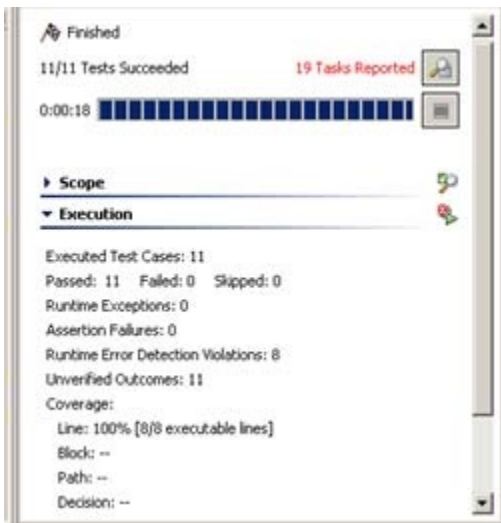 Finished
11/11 Tests Succeeded 19 Tasks Reported
0:00:18
Scope
Execution
Executed Test Cases: 11
Passed: 11 Failed: 0 Skipped: 0
Runtime Exceptions: 0
Assertion Failures: 0
Runtime Error Detection Violations: 8
Unverified Outcomes: 11
Coverage:
Line: 100% [8/8 executable lines]
Block: --
Path: --
Decision: --